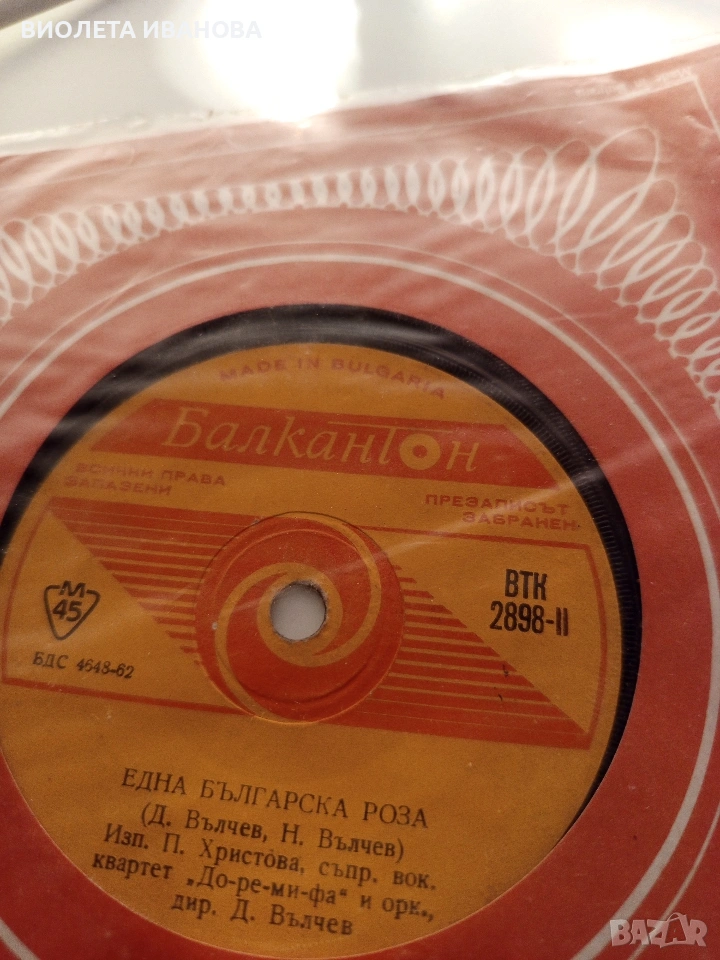 ВИОЛЕТА ИВАНОВА
MADE IN BULGARIA
Балкантон
ВСИЧКИ ПРАВА
ЗАПАЗЕНИ
ПРЕЗАПИСЪТ
ЗАБРАНЕН
М
45
БДС 4648-62
ВТК
2898-II
ЕДНА БЪЛГАРСКА РОЗА
(Д. Вълчев, Н. Вълчев)
Изп. П. Христова, съпр. вок.
квартет „До-ре-ми-фа" и орк.,
дир. Д. Вълчев
BAZAR